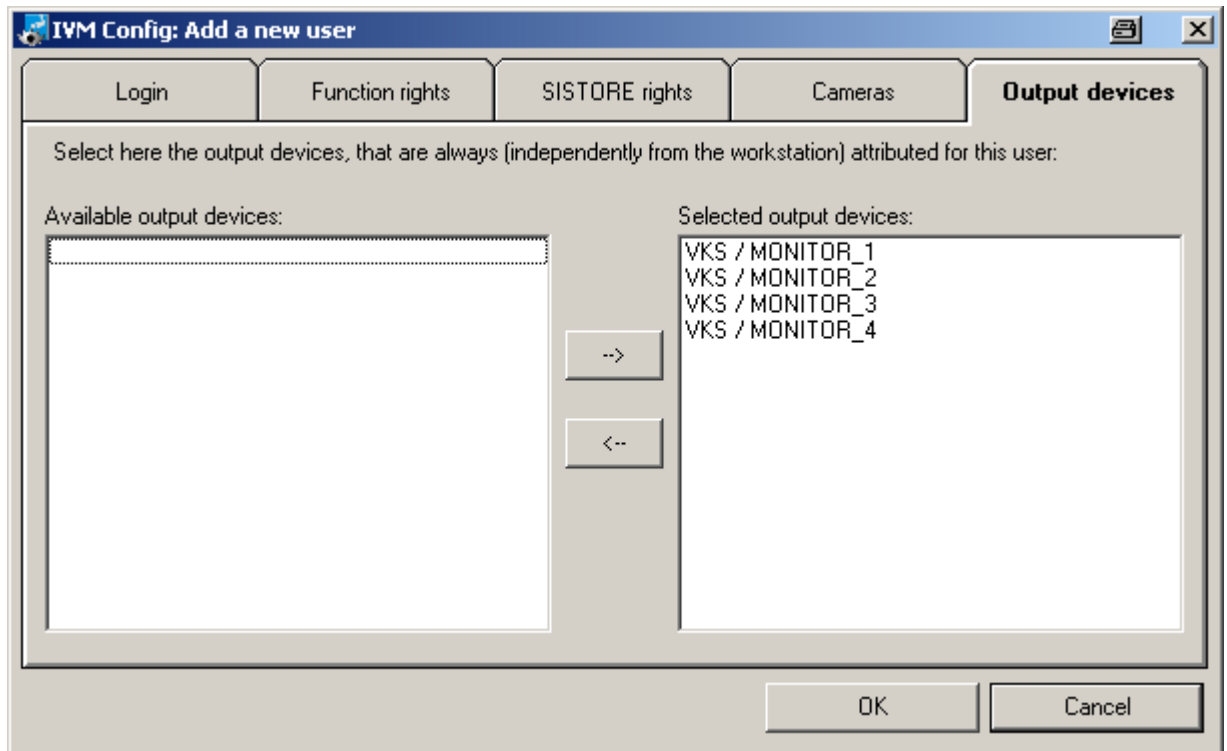 IVM Config: Add a new user
Login Function rights SISTORE rights Cameras Output devices
Select here the output devices, that are always (independently from the workstation) attributed for this user:
Available output devices:
Selected output devices:
VKS / MONITOR_1
VKS / MONITOR_2
VKS / MONITOR_3
VKS / MONITOR_4
-->
<--
OK Cancel